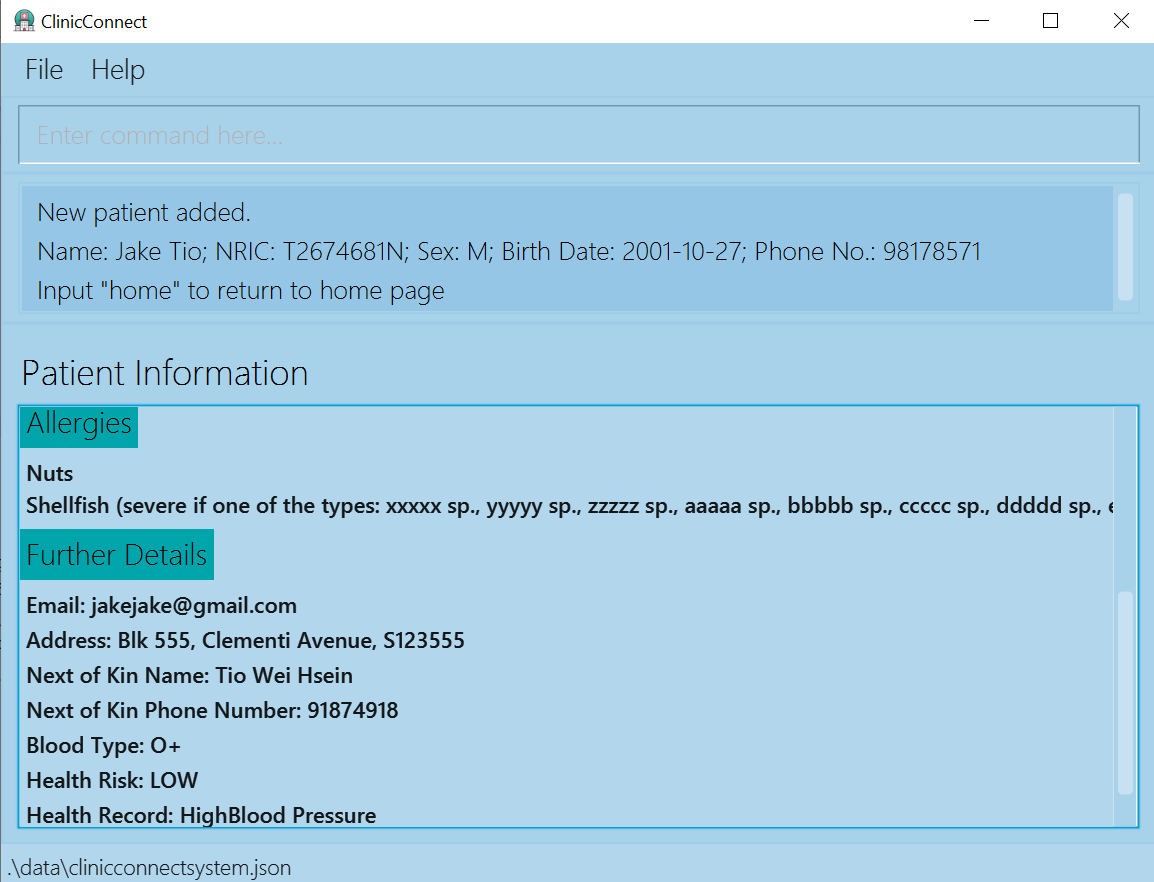 ClinicConnect
File Help
Enter command here...
New patient added.
Name: Jake Tio; NRIC: T2674681N; Sex: M; Birth Date: 2001-10-27; Phone No.: 98178571
Input "home" to return to home page
Patient Information
Allergies
Nuts
Shellfish (severe if one of the types: xxxxx sp., yyyyy sp., zzzzz sp., aaaaa sp., bbbbb sp., ccccc sp., ddddd sp.,
Further Details
Email: jakejake@gmail.com
Address: Blk 555, Clementi Avenue, S123555
Next of Kin Name: Tio Wei Hsein
Next of Kin Phone Number: 91874918
Blood Type: O+
Health Risk: LOW
Health Record: HighBlood Pressure
.\data\clinicconnectsystem.json